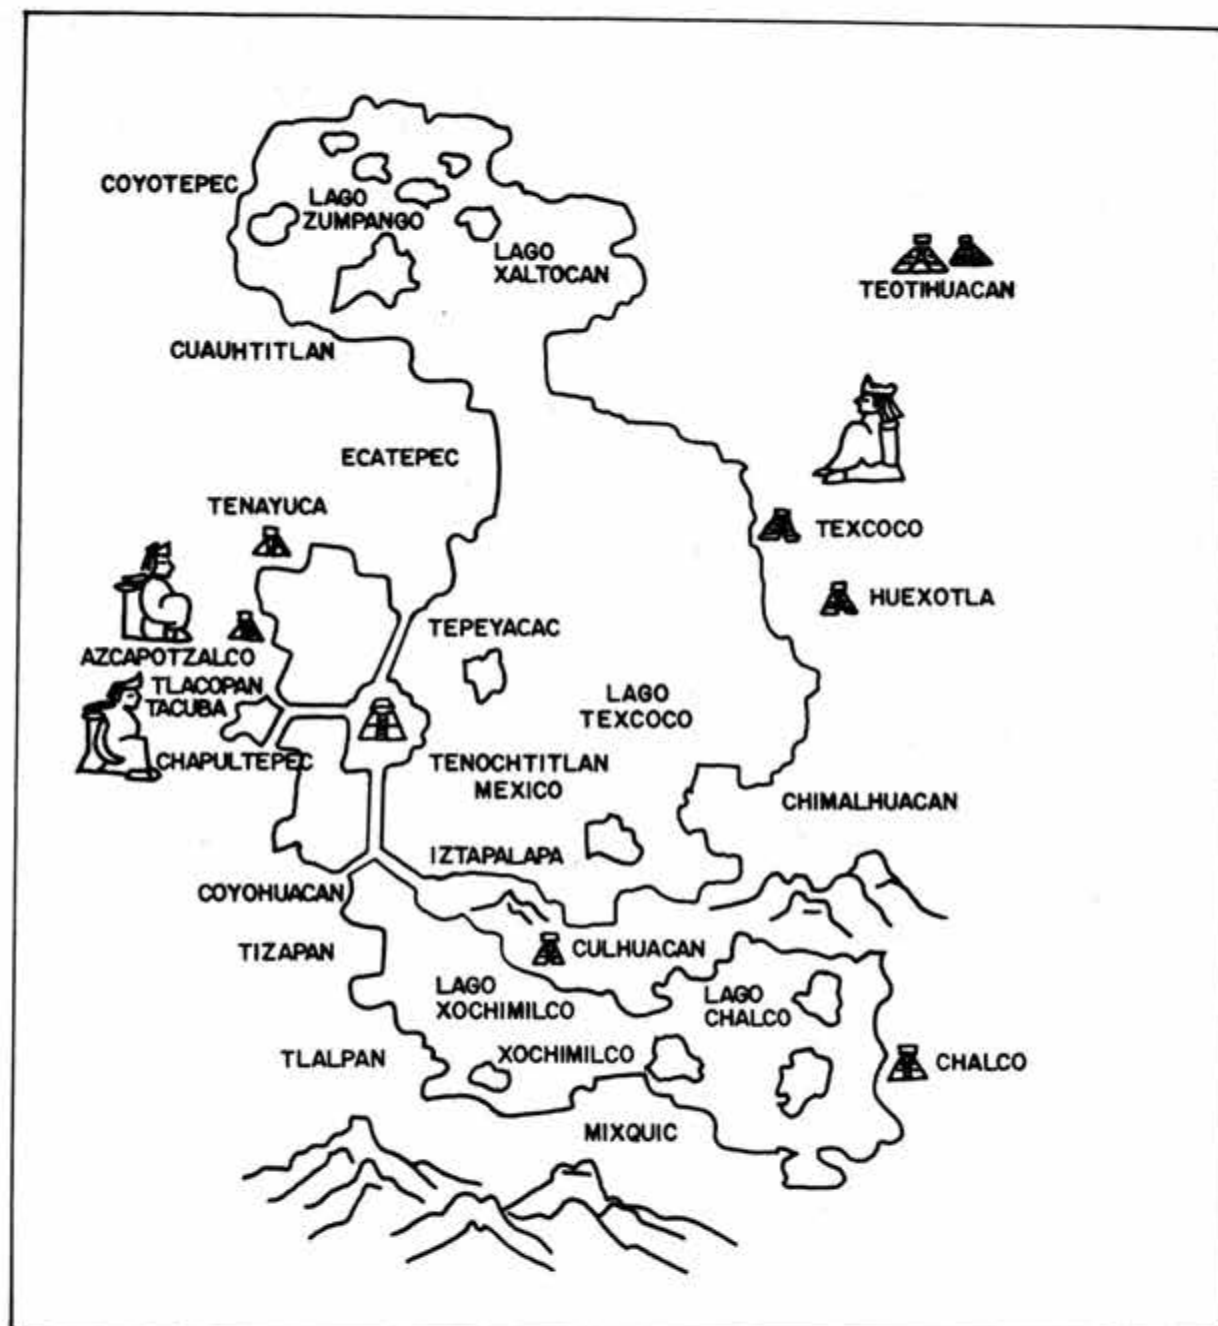 COYOTEPEC
LAGO
ZUMPANGO
LAGO
XALTOCAN
TEOTIHUACAN
CUAUHTITLAN
ECATEPEC
TENAYUCA
TEXCOCO
HUEXOTLA
TEPEYACAC
AZCAPOTZALCO
TLACOPAN
TACUBA
LAGO
TEXCOCO
CHAPULTEPEC
TENOCHTITLAN
MEXICO
CHIMALHUACAN
IZTAPALAPA
COYOHUACAN
TIZAPAN
CULHUACAN
LAGO
XOCHIMILCO
LAGO
CHALCO
TLALPAN
XOCHIMILCO
CHALCO
MIXQUIC